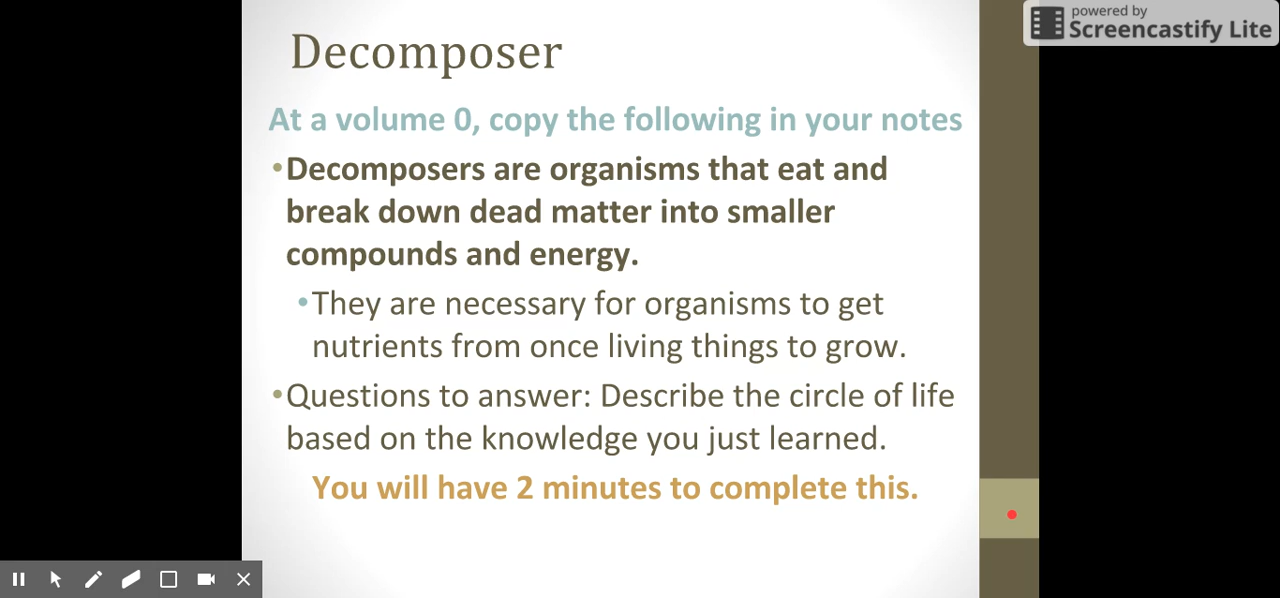 powered by
Screencastify Lite
Decomposer
At a volume 0, copy the following in your notes
•Decomposers are organisms that eat and
break down dead matter into smaller
compounds and energy.
•They are necessary for organisms to get
nutrients from once living things to grow.
•Questions to answer: Describe the circle of life
based on the knowledge you just learned.
You will have 2 minutes to complete this.